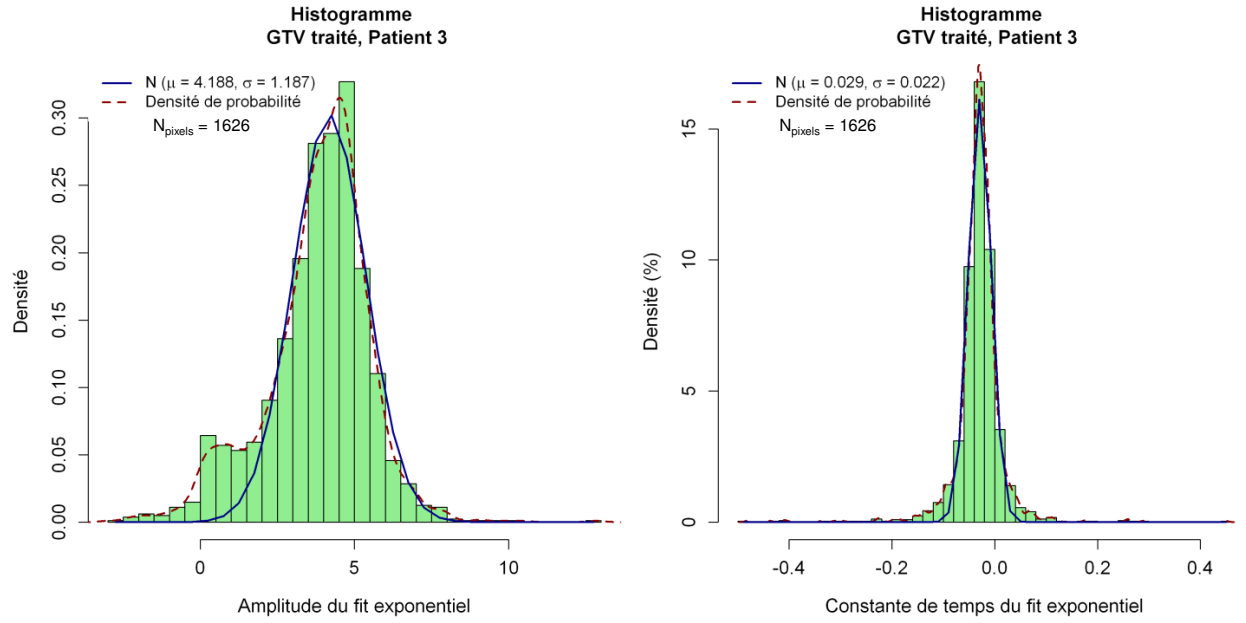 Histogramme
GTV traité, Patient 3
N (μ = 4.188, σ = 1.187)
Densité de probabilité
Npixels = 1626
Densité
0.00
0.05
0.10
0.15
0.20
0.25
0.30
0
5
10
Amplitude du fit exponentiel
Histogramme
GTV traité, Patient 3
N (μ = 0.029, σ = 0.022)
Densité de probabilité
Npixels = 1626
Densité (%)
0
5
10
15
-0.4
-0.2
0.0
0.2
0.4
Constante de temps du fit exponentiel